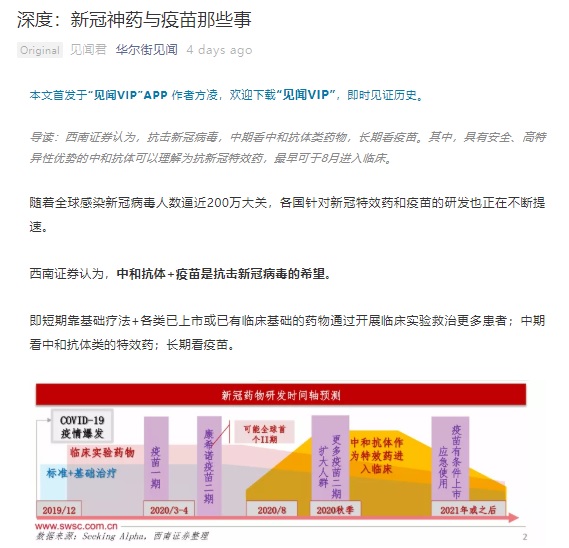 深度：新冠神药与疫苗那些事
Original 见闻君 华尔街见闻 4 days ago
本文首发于“见闻VIP”APP 作者方凌，欢迎下载“见闻VIP”，即时见证历史。
导读：西南证券认为，抗击新冠病毒，中期看中和抗体类药物，长期看疫苗。其中，具有安全、高特
异性优势的中和抗体可以理解为抗新冠特效药，最早可于8月进入临床。
随着全球感染新冠病毒人数逼近200万大关，各国针对新冠特效药和疫苗的研发也正在不断提
速。
西南证券认为，中和抗体+疫苗是抗击新冠病毒的希望。
即短期靠基础疗法+各类已上市或已有临床基础的药物通过开展临床实验救治更多患者；中期
看中和抗体类的特效药；长期看疫苗。
新冠药物研发时间轴预测
COVID-19
疫情爆发
临床实验药物
标准+基础治疗
疫苗一期
康希诺疫苗二期
可能全球首
个II期
更多疫苗二期
扩大人群
中和抗体作
为特效药进
入临床
疫苗有条件上市
应急使用
2019/12
2020/3-4
2020/8
2020秋季
2021年或之后
www.swsc.com.cn
数据来源：Seeking Alpha，西南证券整理
2